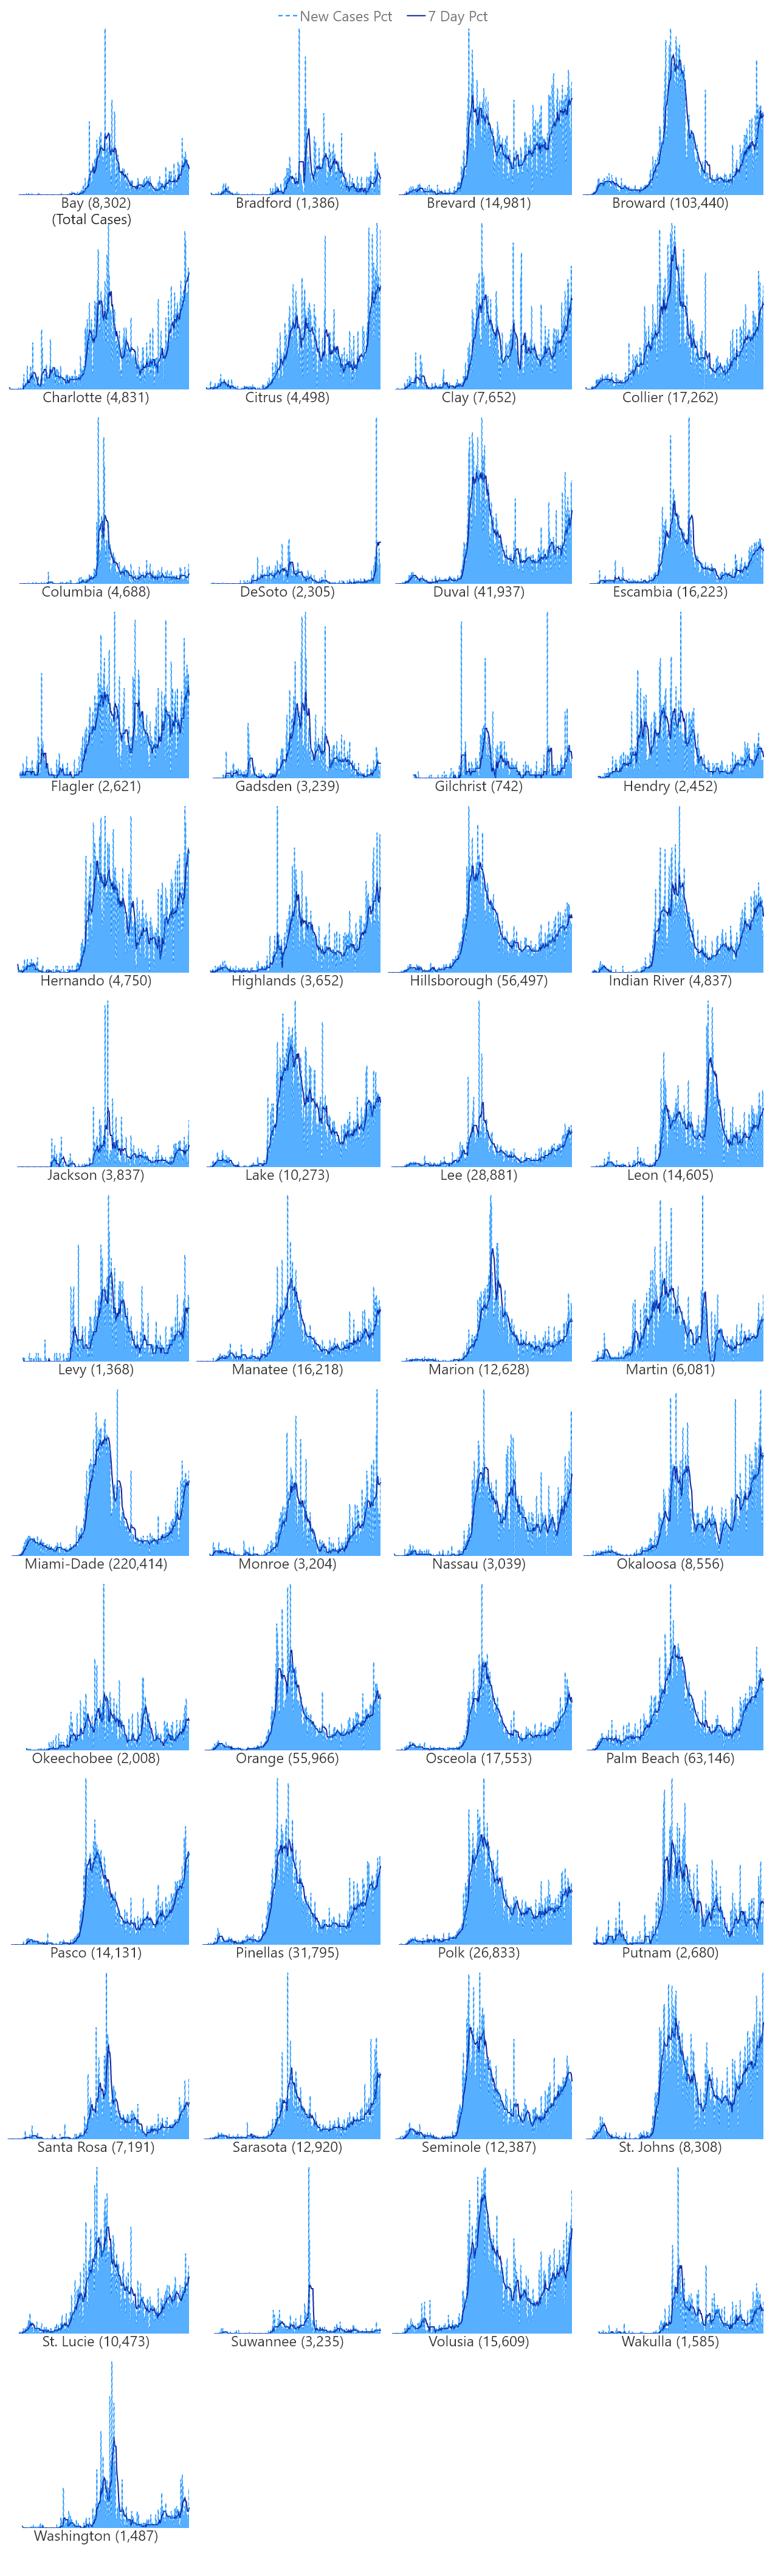 New Cases Pct 7 Day Pct
Bay (8,302) Bradford (1,386) Brevard (14,981) Broward (103,440)
(Total Cases)
Charlotte (4,831) Citrus (4,498) Clay (7,652) Collier (17,262)
Columbia (4,688) DeSoto (2,305) Duval (41,937) Escambia (16,223)
Flagler (2,621) Gadsden (3,239) Gilchrist (742) Hendry (2,452)
Hernando (4,750) Highlands (3,652) Hillsborough (56,497) Indian River (4,837)
Jackson (3,837) Lake (10,273) Lee (28,881) Leon (14,605)
Levy (1,368) Manatee (16,218) Marion (12,628) Martin (6,081)
Miami-Dade (220,414) Monroe (3,204) Nassau (3,039) Okaloosa (8,556)
Okeechobee (2,008) Orange (55,966) Osceola (17,553) Palm Beach (63,146)
Pasco (14,131) Pinellas (31,795) Polk (26,833) Putnam (2,680)
Santa Rosa (7,191) Sarasota (12,920) Seminole (12,387) St. Johns (8,308)
St. Lucie (10,473) Suwannee (3,235) Volusia (15,609) Wakulla (1,585)
Washington (1,487)